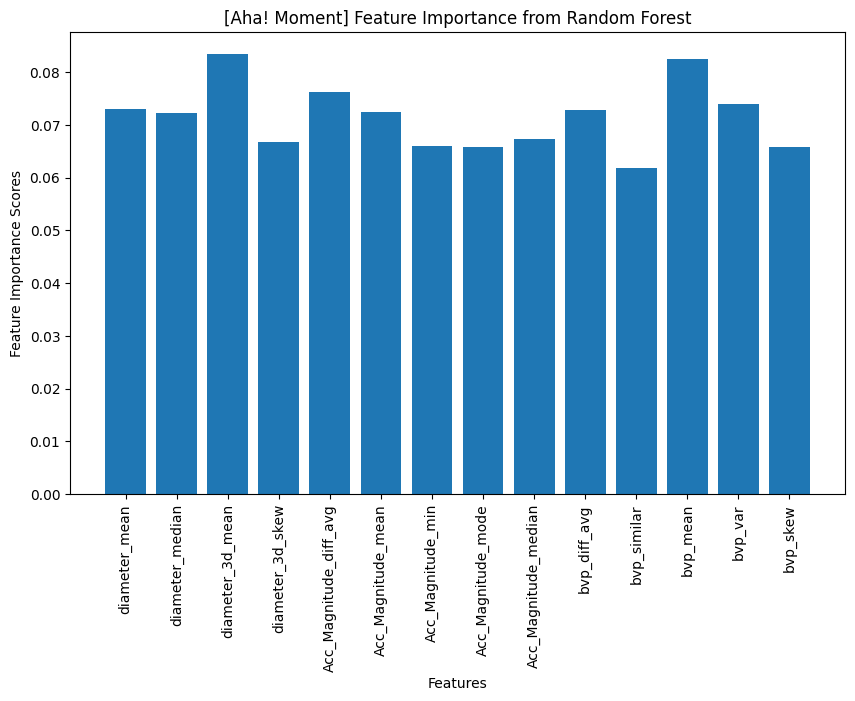 [Aha! Moment] Feature Importance from Random Forest
Feature Importance Scores
0.08
0.07
0.06
0.05
0.04
0.03
0.02
0.01
0.00
diameter_mean
diameter_median
diameter_3d_mean
diameter_3d_skew
Acc_Magnitude_diff_avg
Acc_Magnitude_mean
Acc_Magnitude_min
Acc_Magnitude_mode
Acc_Magnitude_median
bvp_diff_avg
bvp_similar
bvp_mean
bvp_var
bvp_skew
Features